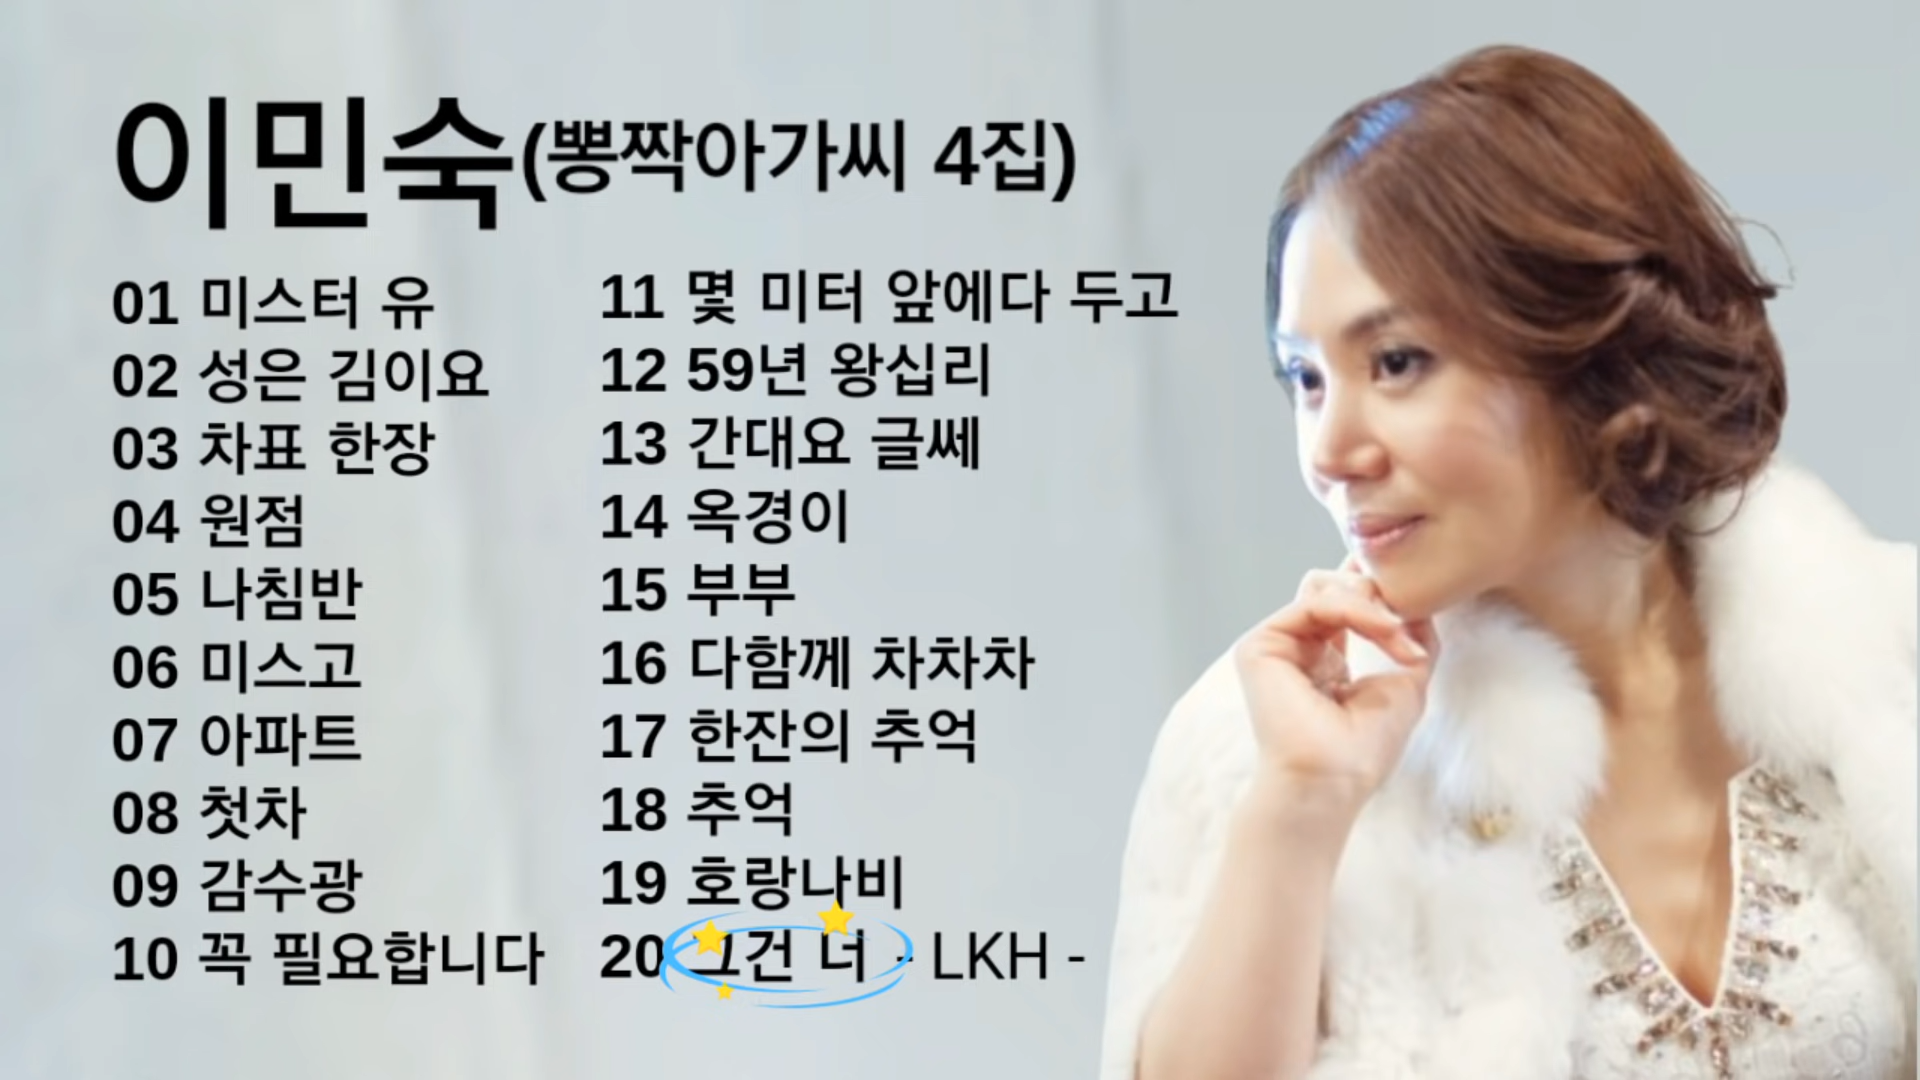 이민숙(뽕짝아가씨 4집)
01 미스터 유
02 성은 김이요
03 차표 한장
04 원점
05 나침반
06 미스고
07 아파트
08 첫차
09 감수광
10 꼭 필요합니다
11 몇 미터 앞에다 두고
12 59년 왕십리
13 간대요 글쎄
14 옥경이
15 부부
16 다함께 차차차
17 한잔의 추억
18 추억
19 호랑나비
20 그건 너 - LKH -